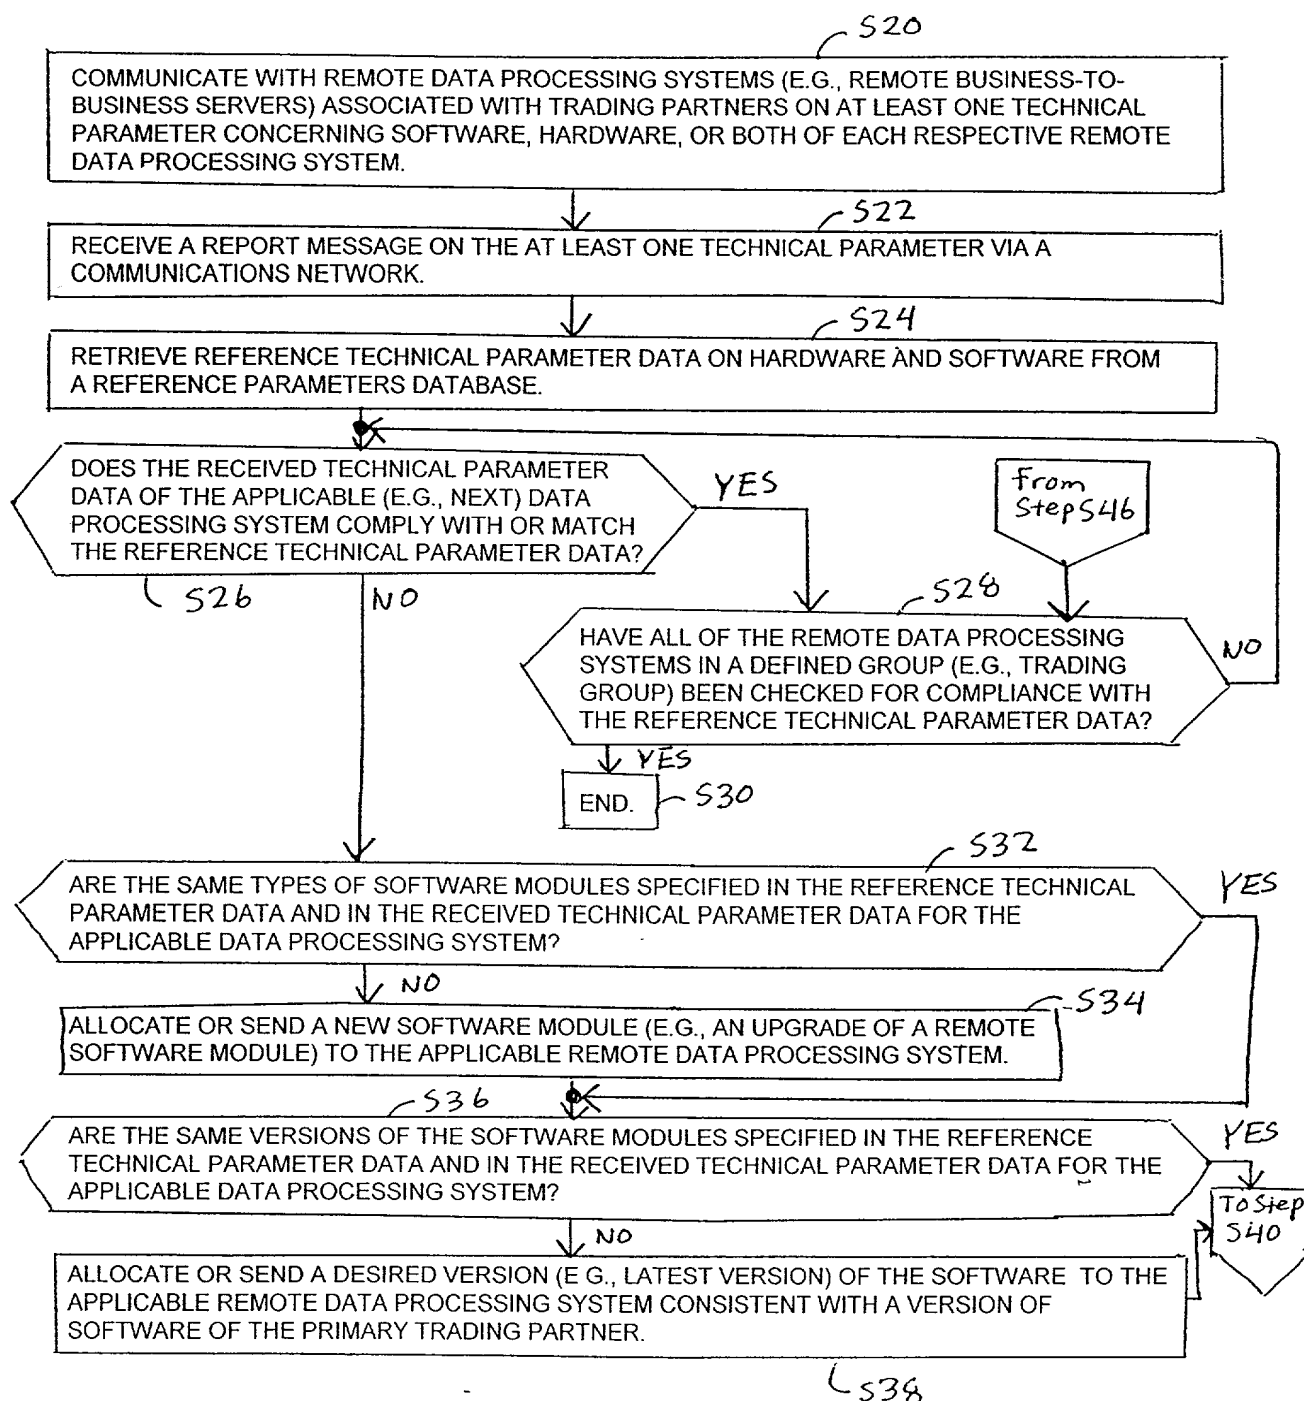 S20
COMMUNICATE WITH REMOTE DATA PROCESSING SYSTEMS (E.G., REMOTE BUSINESS-TO-
BUSINESS SERVERS) ASSOCIATED WITH TRADING PARTNERS ON AT LEAST ONE TECHNICAL
PARAMETER CONCERNING SOFTWARE, HARDWARE, OR BOTH OF EACH RESPECTIVE REMOTE
DATA PROCESSING SYSTEM.
S22
RECEIVE A REPORT MESSAGE ON THE AT LEAST ONE TECHNICAL PARAMETER VIA A
COMMUNICATIONS NETWORK.
S24
RETRIEVE REFERENCE TECHNICAL PARAMETER DATA ON HARDWARE AND SOFTWARE FROM
A REFERENCE PARAMETERS DATABASE.
DOES THE RECEIVED TECHNICAL PARAMETER
DATA OF THE APPLICABLE (E.G., NEXT) DATA
PROCESSING SYSTEM COMPLY WITH OR MATCH
THE REFERENCE TECHNICAL PARAMETER DATA?
YES
from
Step S46
S26
NO
S28
HAVE ALL OF THE REMOTE DATA PROCESSING
SYSTEMS IN A DEFINED GROUP (E.G., TRADING
GROUP) BEEN CHECKED FOR COMPLIANCE WITH
THE REFERENCE TECHNICAL PARAMETER DATA?
NO
YES
END.
S30
S32
ARE THE SAME TYPES OF SOFTWARE MODULES SPECIFIED IN THE REFERENCE TECHNICAL
PARAMETER DATA AND IN THE RECEIVED TECHNICAL PARAMETER DATA FOR THE
APPLICABLE DATA PROCESSING SYSTEM?
YES
NO
S34
ALLOCATE OR SEND A NEW SOFTWARE MODULE (E.G., AN UPGRADE OF A REMOTE
SOFTWARE MODULE) TO THE APPLICABLE REMOTE DATA PROCESSING SYSTEM.
S36
ARE THE SAME VERSIONS OF THE SOFTWARE MODULES SPECIFIED IN THE REFERENCE
TECHNICAL PARAMETER DATA AND IN THE RECEIVED TECHNICAL PARAMETER DATA FOR THE
APPLICABLE DATA PROCESSING SYSTEM?
YES
To Step
S40
NO
ALLOCATE OR SEND A DESIRED VERSION (E G., LATEST VERSION) OF THE SOFTWARE TO THE
APPLICABLE REMOTE DATA PROCESSING SYSTEM CONSISTENT WITH A VERSION OF
SOFTWARE OF THE PRIMARY TRADING PARTNER.
S38